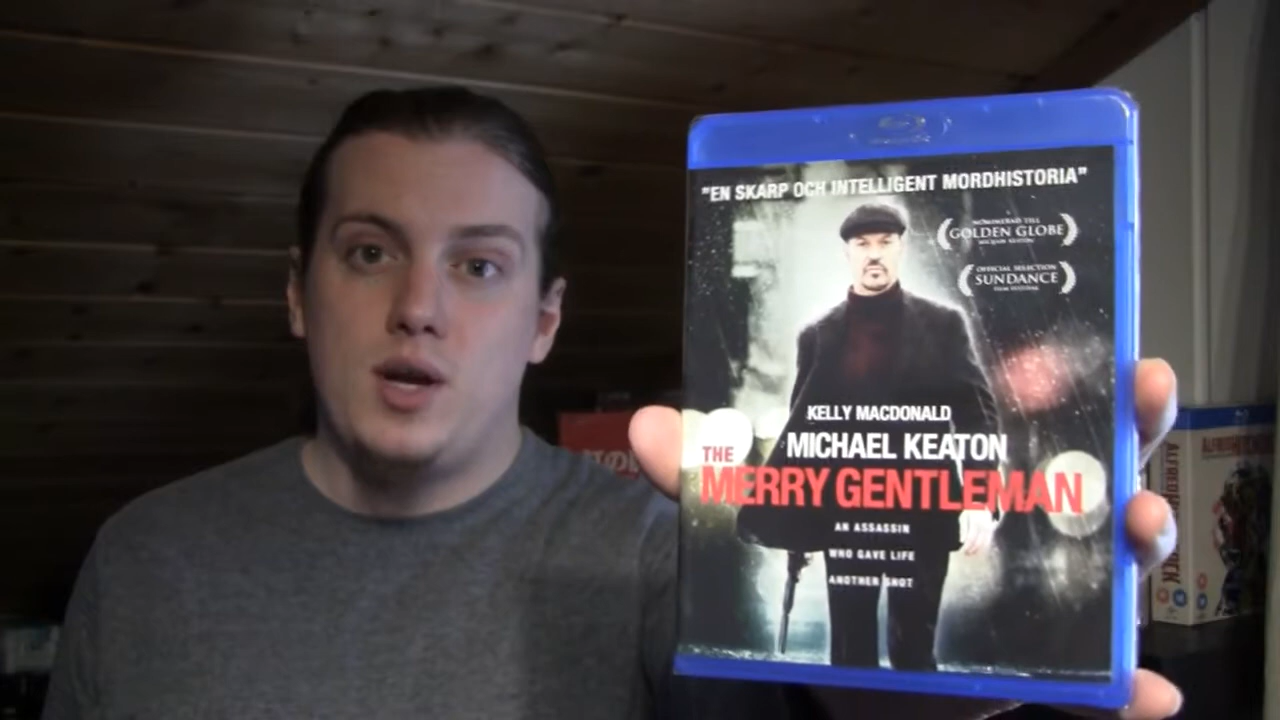 "EN SKARP OCH INTELLIGENT MORDHISTORIA"
NOMINERAD TILL
GOLDEN GLOBE
OFFICIAL SELECTION
SUNDANCE
FILM FESTIVAL
KELLY MACDONALD
MICHAEL KEATON
THE
MERRY GENTLEMAN
AN ASSASSIN
WHO GAVE LIFE
ANOTHER SHOT